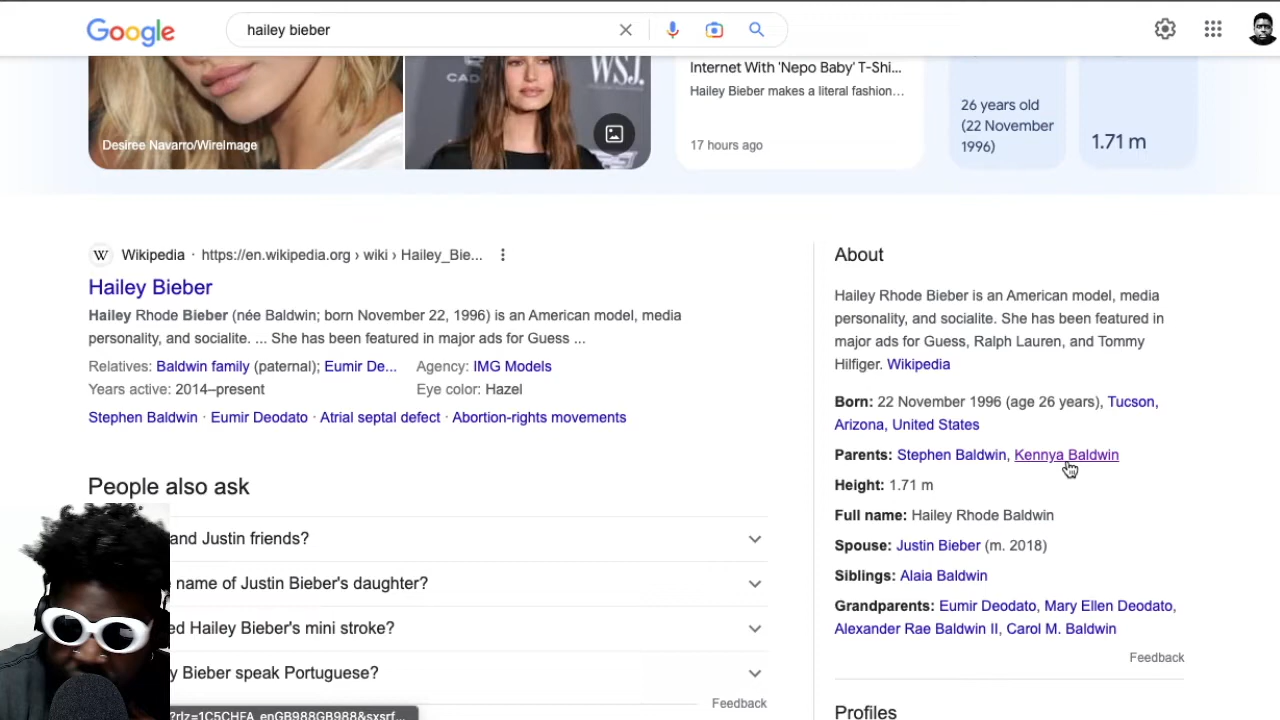 Google
hailey bieber
Desiree Navarro/WireImage
WSJ.
Internet With 'Nepo Baby' T-Shi...
Hailey Bieber makes a literal fashion...
17 hours ago
26 years old
(22 November
1996)
1.71 m
W Wikipedia · https://en.wikipedia.org › wiki › Hailey_Bie...
Hailey Bieber
Hailey Rhode Bieber (née Baldwin; born November 22, 1996) is an American model, media
personality, and socialite. ... She has been featured in major ads for Guess ...
Relatives: Baldwin family (paternal); Eumir De... Agency: IMG Models
Years active: 2014–present Eye color: Hazel
Stephen Baldwin · Eumir Deodato · Atrial septal defect · Abortion-rights movements
People also ask
and Justin friends?
name of Justin Bieber's daughter?
ed Hailey Bieber's mini stroke?
y Bieber speak Portuguese?
Feedback
?rlz=1C5CHFA_enGB988GB988&sxsrf...
About
Hailey Rhode Bieber is an American model, media
personality, and socialite. She has been featured in
major ads for Guess, Ralph Lauren, and Tommy
Hilfiger. Wikipedia
Born: 22 November 1996 (age 26 years), Tucson,
Arizona, United States
Parents: Stephen Baldwin, Kennya Baldwin
Height: 1.71 m
Full name: Hailey Rhode Baldwin
Spouse: Justin Bieber (m. 2018)
Siblings: Alaia Baldwin
Grandparents: Eumir Deodato, Mary Ellen Deodato,
Alexander Rae Baldwin II, Carol M. Baldwin
Feedback
Profiles